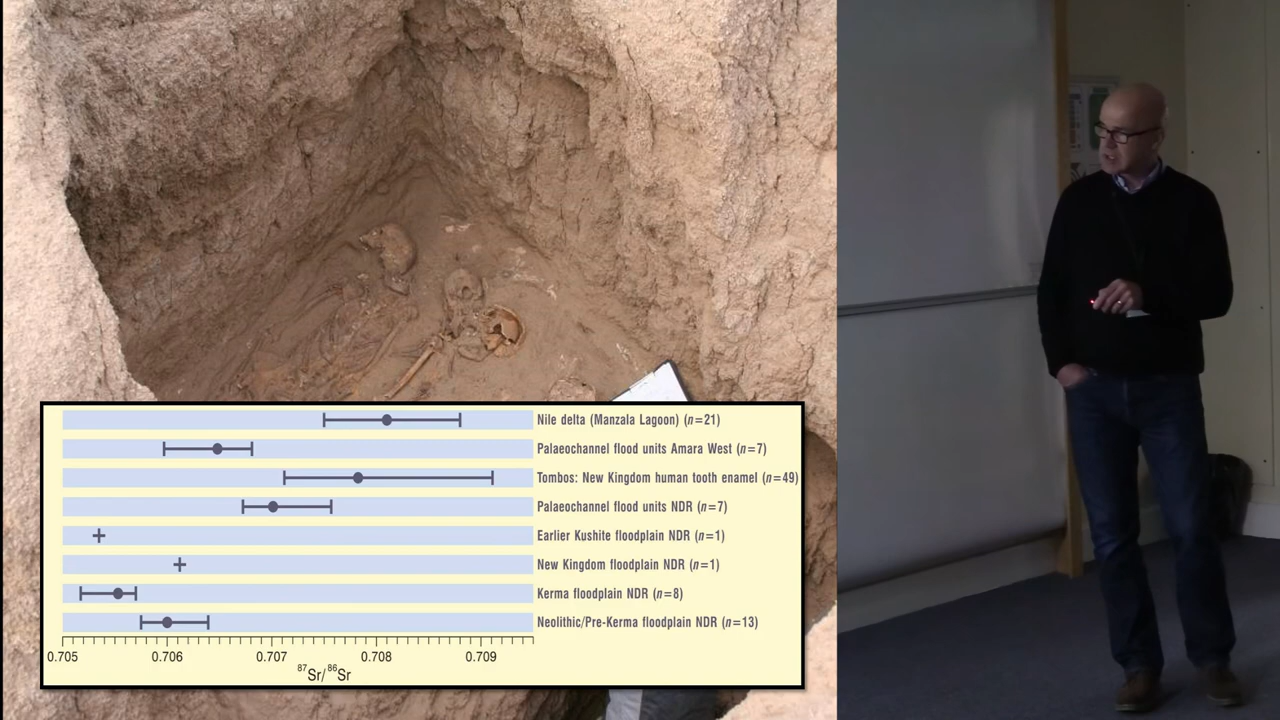 Nile delta (Manzala Lagoon) (n=21)
Palaeochannel flood units Amara West (n=7)
Tombos: New Kingdom human tooth enamel (n=49)
Palaeochannel flood units NDR (n=7)
Earlier Kushite floodplain NDR (n=1)
New Kingdom floodplain NDR (n=1)
Kerma floodplain NDR (n=8)
Neolithic/Pre-Kerma floodplain NDR (n=13)
0.705 0.706 0.707 0.708 0.709
⁸⁷Sr/⁸⁶Sr